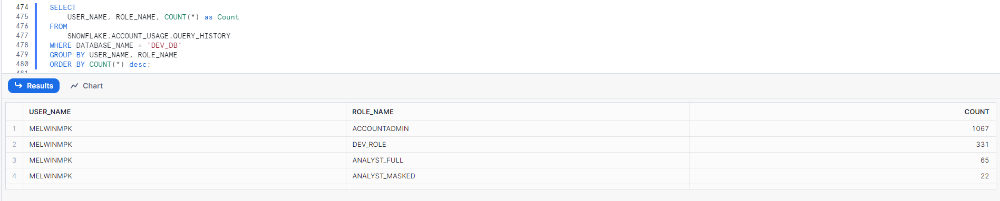 474 SELECT
475 USER_NAME, ROLE_NAME, COUNT(*) as Count
476 FROM
477 SNOWFLAKE.ACCOUNT_USAGE.QUERY_HISTORY
478 WHERE DATABASE_NAME = 'DEV_DB'
479 GROUP BY USER_NAME, ROLE_NAME
480 ORDER BY COUNT(*) desc;
481
Results Chart
USER_NAME ROLE_NAME COUNT
1 MELWINMPK ACCOUNTADMIN 1067
2 MELWINMPK DEV_ROLE 331
3 MELWINMPK ANALYST_FULL 65
4 MELWINMPK ANALYST_MASKED 22